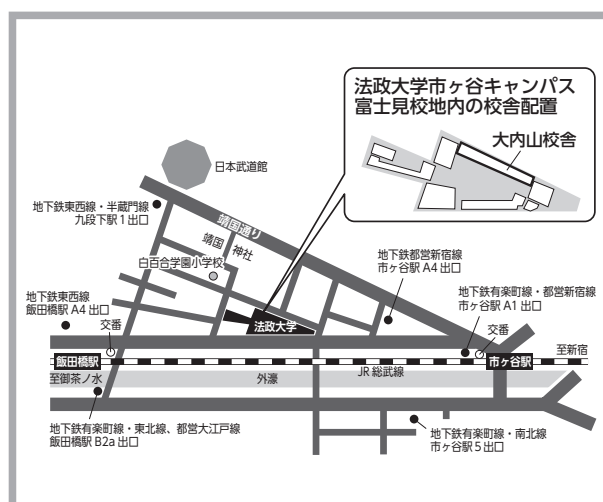 法政大学市ヶ谷キャンパス
富士見校地内の校舎配置
大内山校舎
日本武道館
地下鉄東西線・半蔵門線
九段下駅1出口
靖国通り
靖国 神社
白百合学園小学校
地下鉄都営新宿線
市ヶ谷駅 A4 出口
地下鉄東西線
飯田橋駅 A4 出口
地下鉄有楽町線・都営新宿線
市ヶ谷駅 A1 出口
法政大学
交番
交番
飯田橋駅
市ヶ谷駅
至新宿
至御茶ノ水
外濠
JR 総武線
地下鉄有楽町線・東北線、都営大江戸線
飯田橋駅 B2a 出口
地下鉄有楽町線・南北線
市ヶ谷駅 5 出口